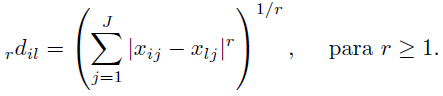 $_{r}d_{il} = \left( \sum_{j=1}^{J} |x_{ij} - x_{lj}|^{r} \right)^{1/r}, \quad \text{para } r \geq 1.$